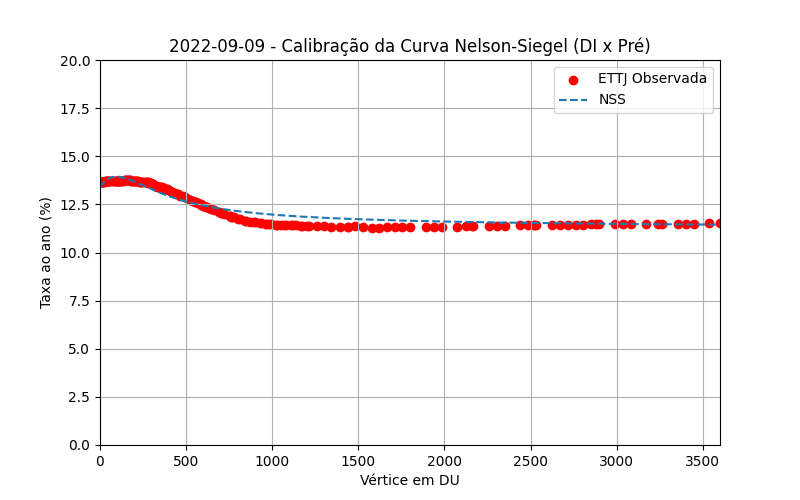 2022-09-09 - Calibração da Curva Nelson-Siegel (DI x Pré)
ETTJ Observada
NSS
Taxa ao ano (%)
20.0
17.5
15.0
12.5
10.0
7.5
5.0
2.5
0.0
0 500 1000 1500 2000 2500 3000 3500
Vértice em DU